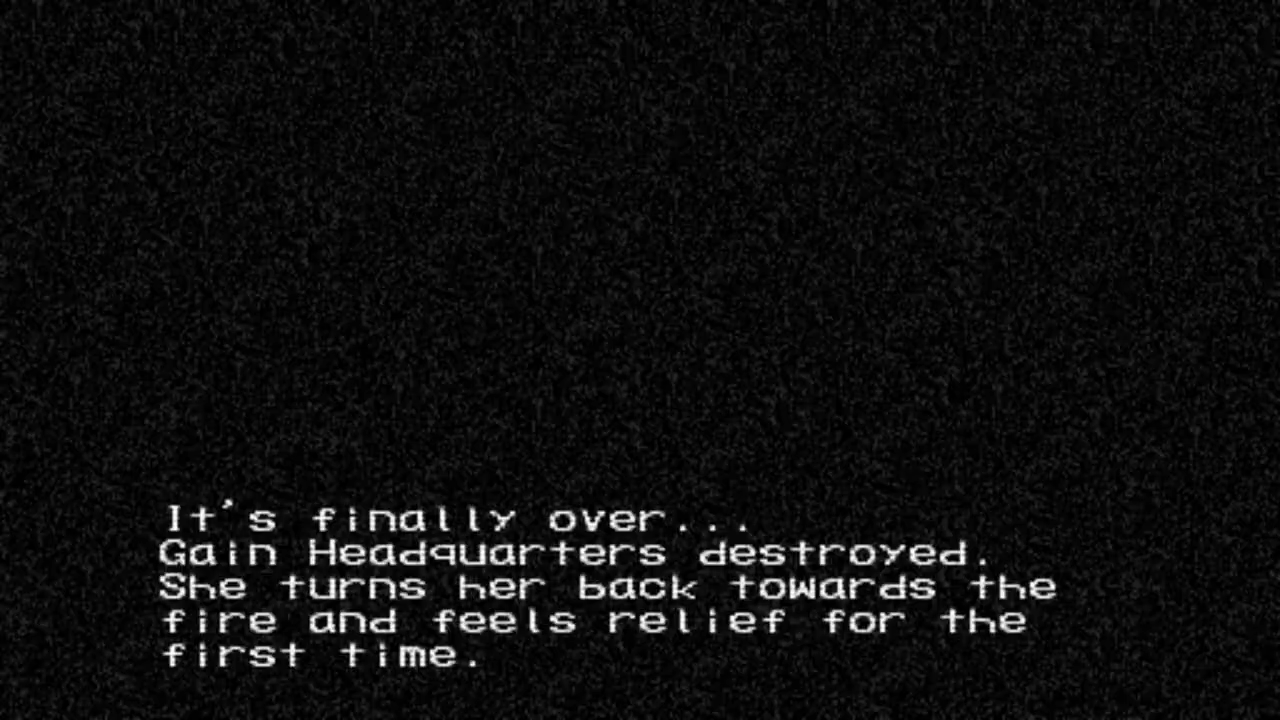 It's finally over...
Gain Headquarters destroyed.
She turns her back towards the
fire and feels relief for the
first time.